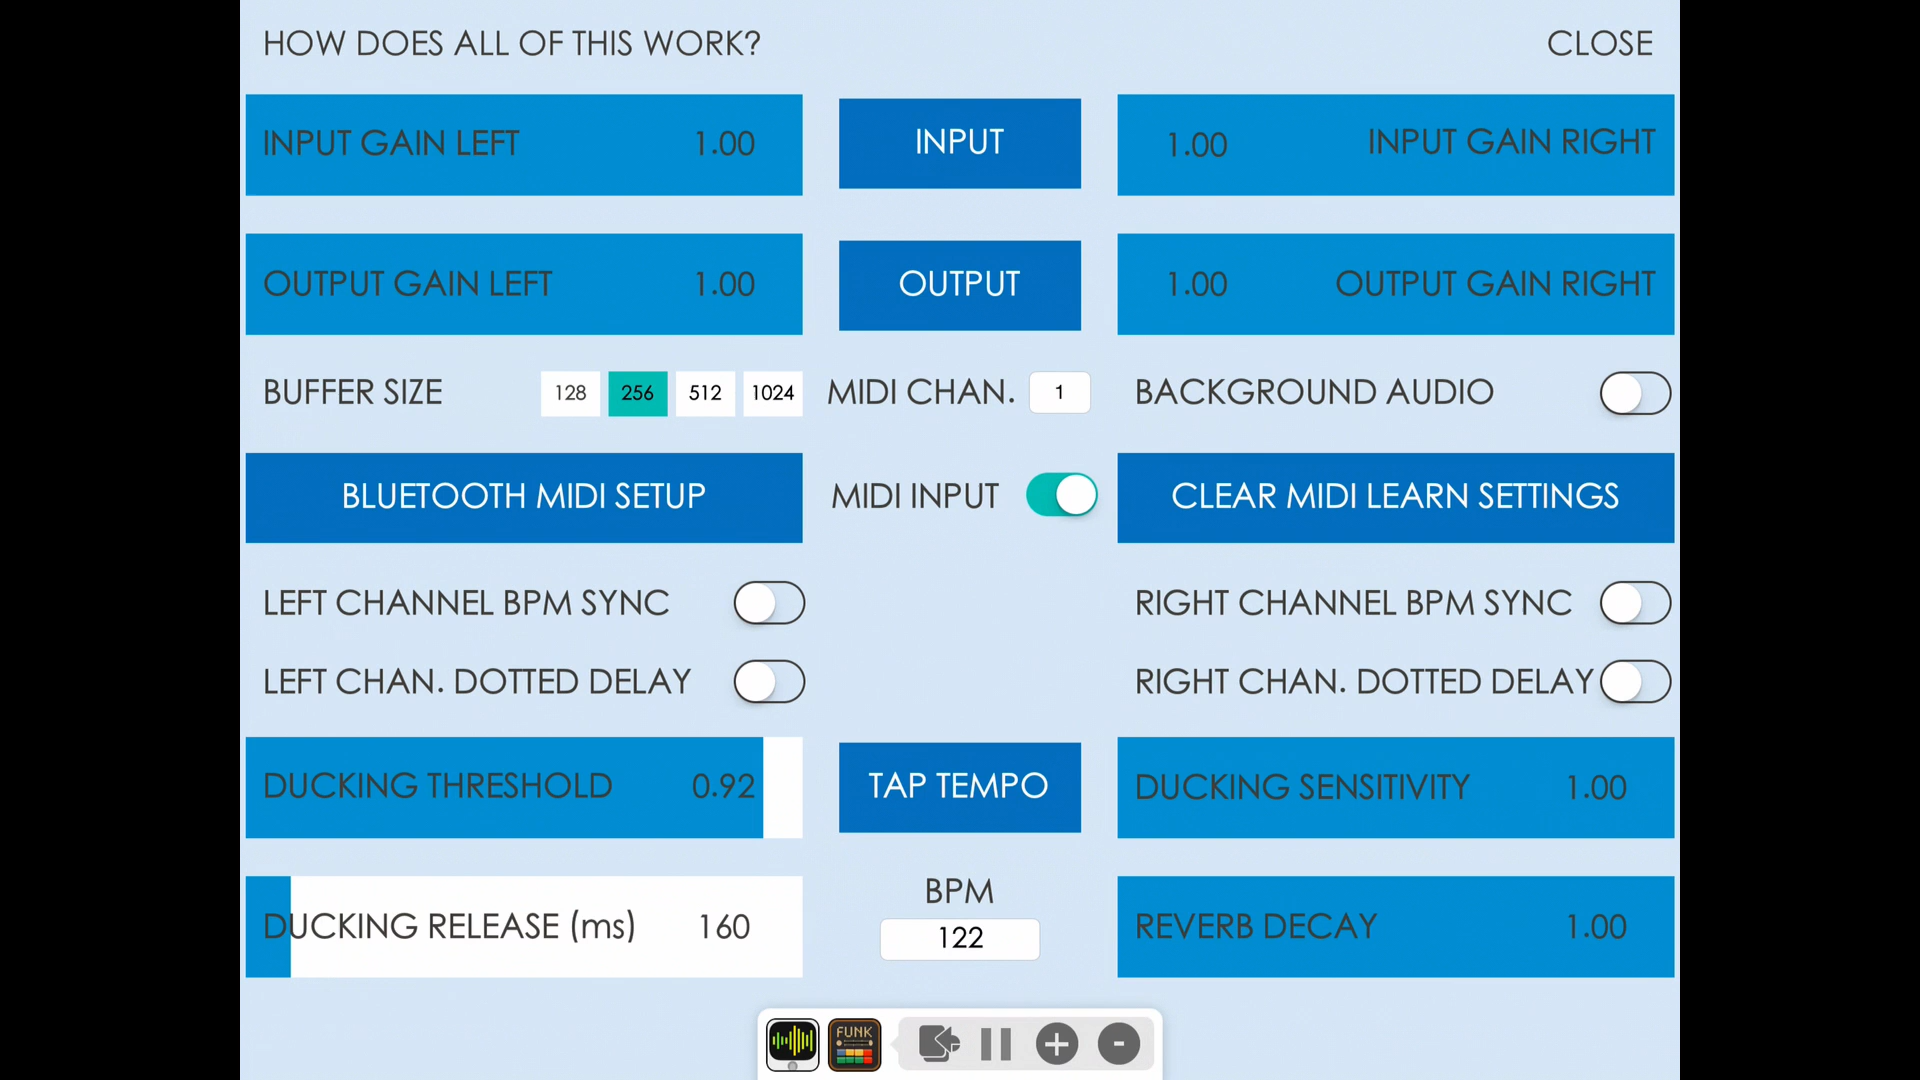 HOW DOES ALL OF THIS WORK? CLOSE
INPUT GAIN LEFT 1.00 INPUT 1.00 INPUT GAIN RIGHT
OUTPUT GAIN LEFT 1.00 OUTPUT 1.00 OUTPUT GAIN RIGHT
BUFFER SIZE 128 256 512 1024 MIDI CHAN. 1 BACKGROUND AUDIO
BLUETOOTH MIDI SETUP MIDI INPUT CLEAR MIDI LEARN SETTINGS
LEFT CHANNEL BPM SYNC RIGHT CHANNEL BPM SYNC
LEFT CHAN. DOTTED DELAY RIGHT CHAN. DOTTED DELAY
DUCKING THRESHOLD 0.92 TAP TEMPO DUCKING SENSITIVITY 1.00
BPM
DUCKING RELEASE (ms) 160 122 REVERB DECAY 1.00
FUNK